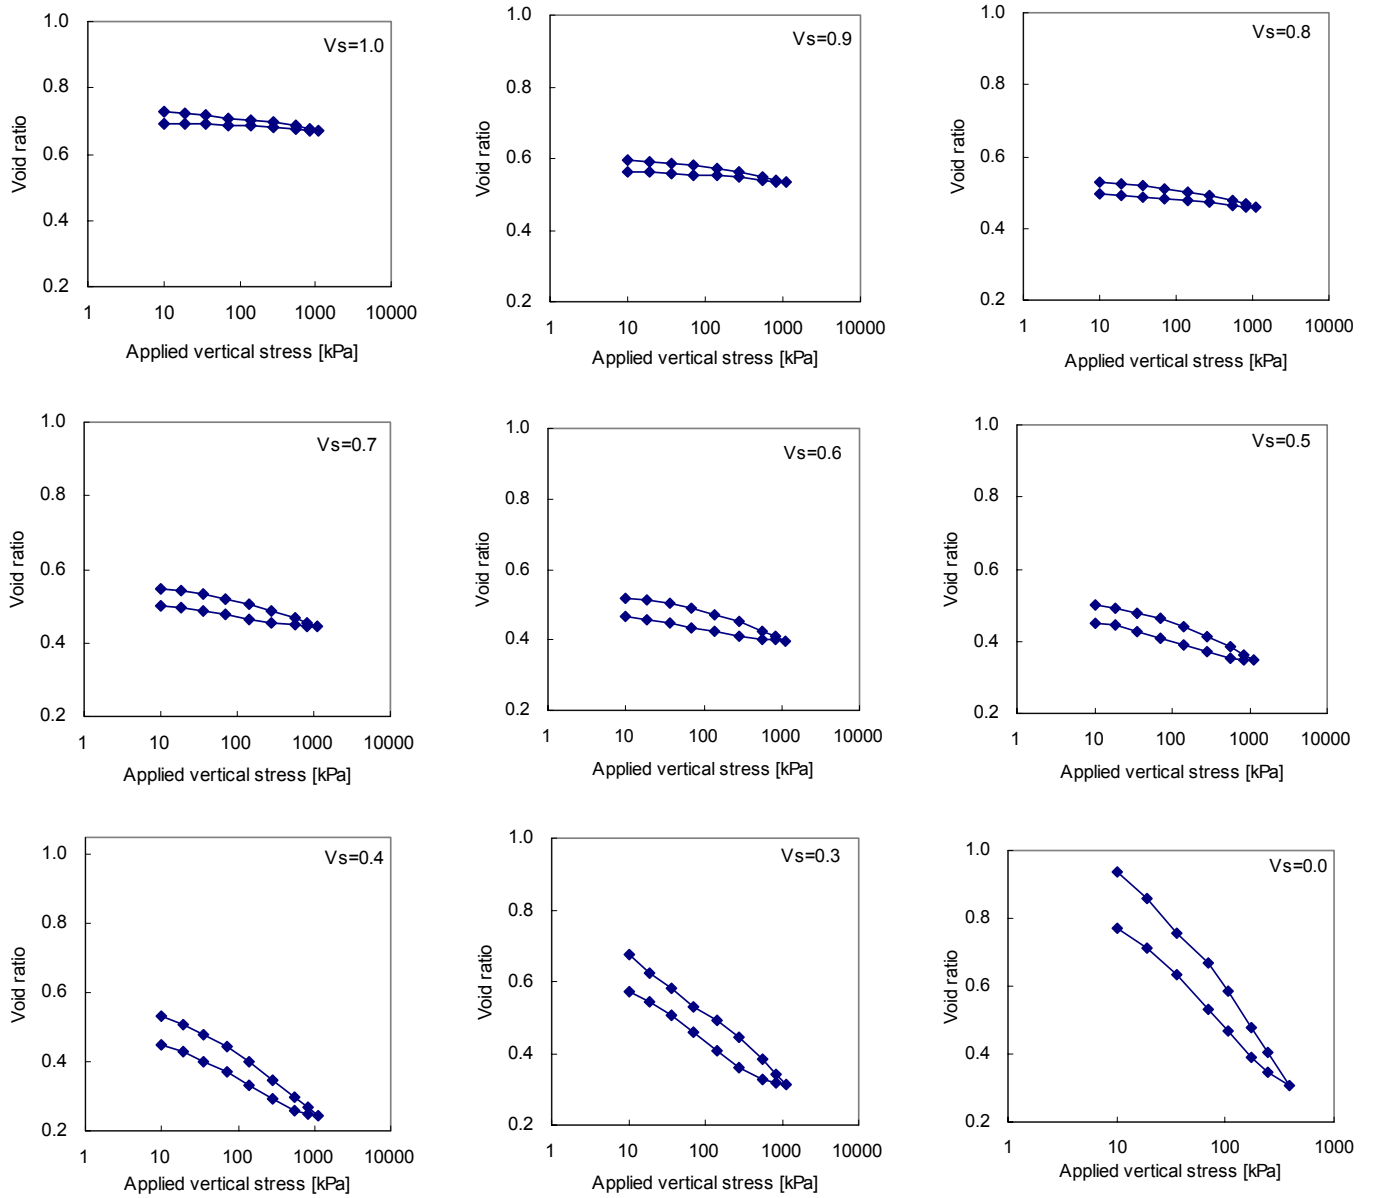 Vs=1.0
1.0
0.8
0.6
0.4
0.2
Void ratio
1 10 100 1000 10000
Applied vertical stress [kPa]
Vs=0.9
1.0
0.8
0.6
0.4
0.2
Void ratio
1 10 100 1000 10000
Applied vertical stress [kPa]
Vs=0.8
1.0
0.8
0.6
0.4
0.2
Void ratio
1 10 100 1000 10000
Applied vertical stress [kPa]
Vs=0.7
1.0
0.8
0.6
0.4
0.2
Void ratio
1 10 100 1000 10000
Applied vertical stress [kPa]
Vs=0.6
1.0
0.8
0.6
0.4
0.2
Void ratio
1 10 100 1000 10000
Applied vertical stress [kPa]
Vs=0.5
1.0
0.8
0.6
0.4
0.2
Void ratio
1 10 100 1000 10000
Applied vertical stress [kPa]
Vs=0.4
1.0
0.8
0.6
0.4
0.2
Void ratio
1 10 100 1000 10000
Applied vertical stress [kPa]
Vs=0.3
1.0
0.8
0.6
0.4
0.2
Void ratio
1 10 100 1000 10000
Applied vertical stress [kPa]
Vs=0.0
1.0
0.8
0.6
0.4
0.2
Void ratio
1 10 100 1000
Applied vertical stress [kPa]